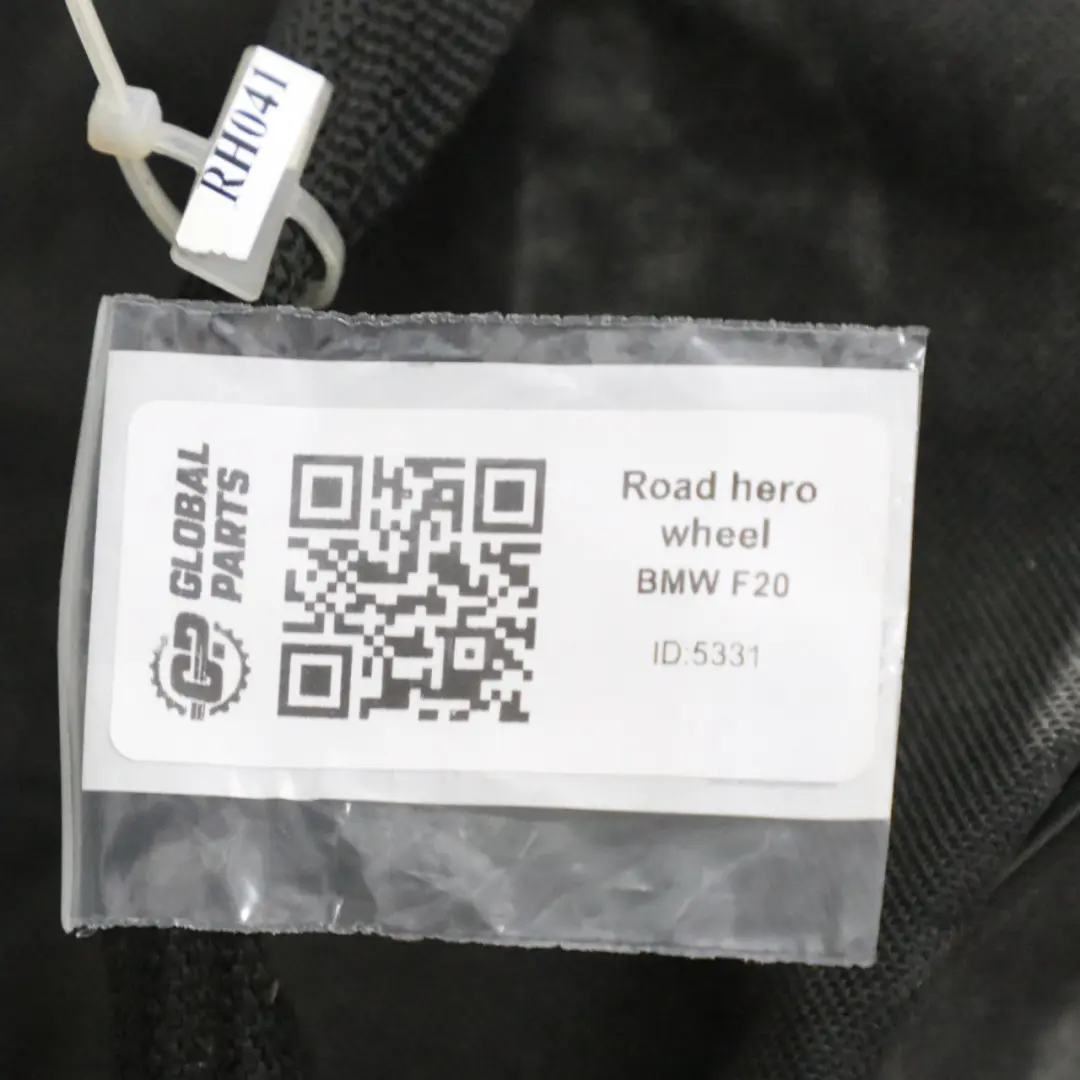 RH041
GLOBAL
PARTS
Road hero
wheel
BMW F20
ID:5331